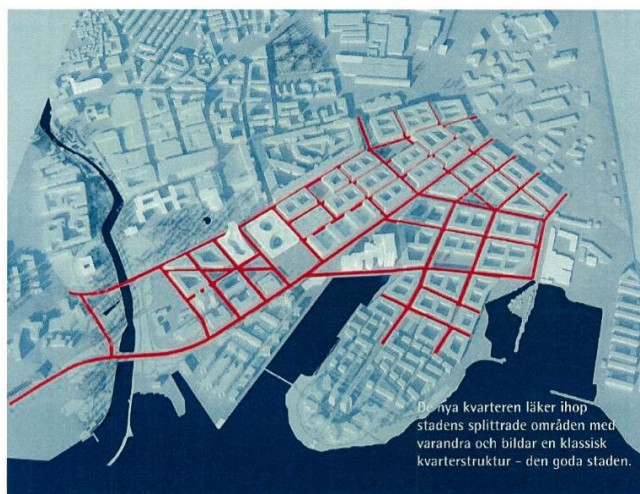 De nya kvarteren läker ihop
stadens splittrade områden med
varandra och bildar en klassisk
kvarterstruktur – den goda staden.